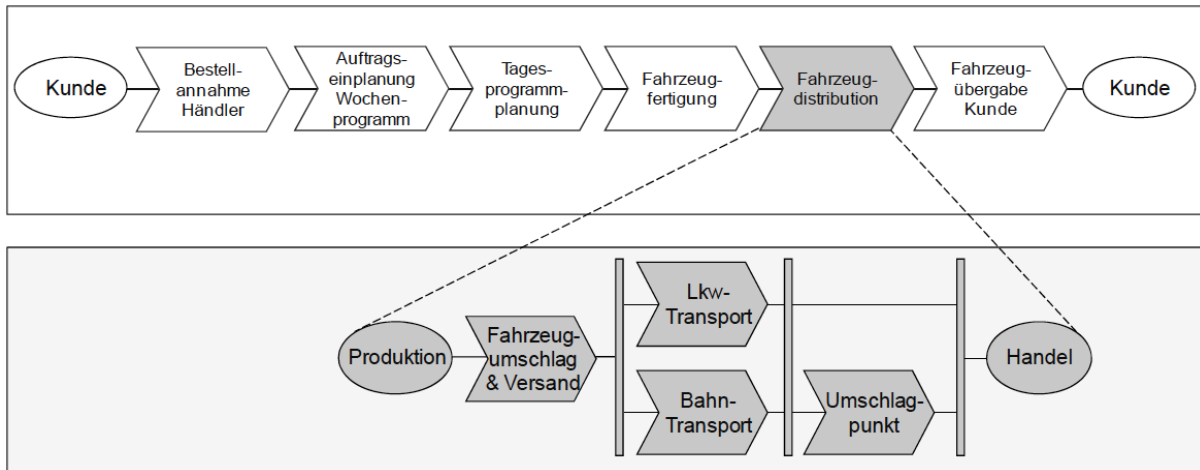 Kunde
Bestell-
annahme
Händler
Auftrags-
einplanung
Wochen-
programm
Tages-
programm-
planung
Fahrzeug-
fertigung
Fahrzeug-
distribution
Fahrzeug-
übergabe
Kunde
Kunde
Produktion
Fahrzeug-
umschlag
& Versand
Lkw-
Transport
Bahn-
Transport
Umschlag-
punkt
Handel